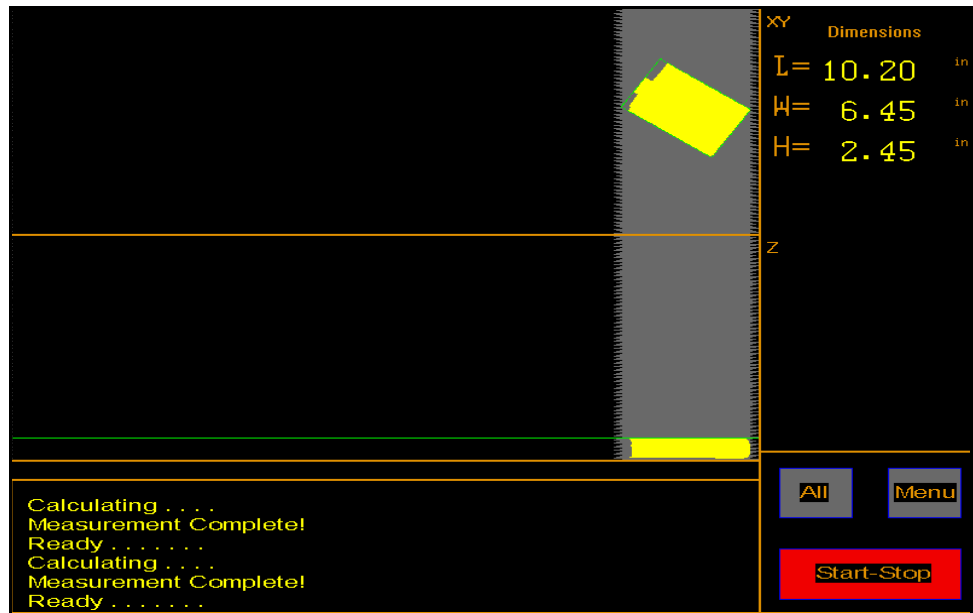 XY
Dimensions
L= 10.20 in
W= 6.45 in
H= 2.45 in
Z
Calculating . . . .
Measurement Complete!
Ready . . . . . . .
Calculating . . . .
Measurement Complete!
Ready . . . . . . .
All
Menu
Start-Stop